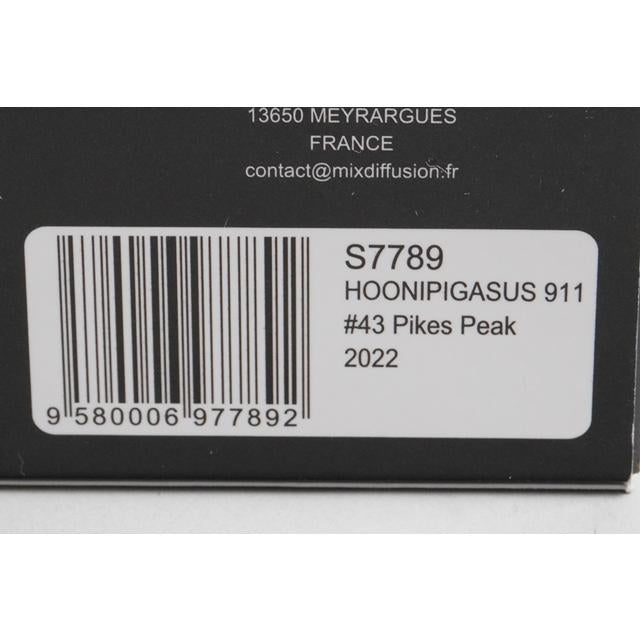 13650 MEYRARGUES
FRANCE
contact@mixdiffusion.fr
S7789
HOONIPIGASUS 911
#43 Pikes Peak
2022
9 580006 977892